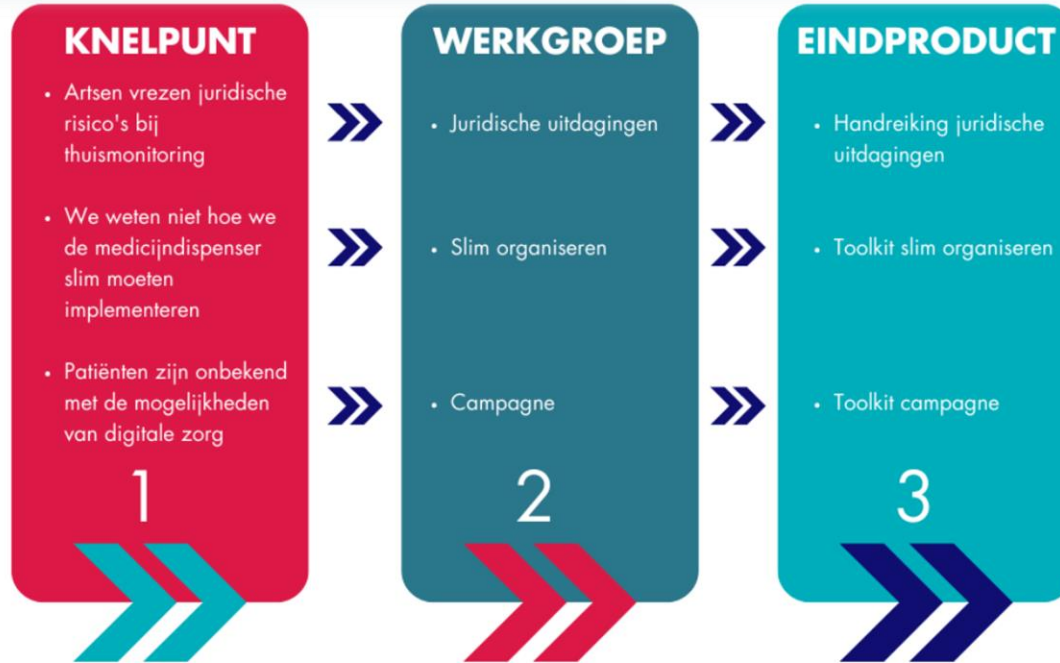 KNELPUNT
• Artsen vrezen juridische
risico's bij
thuismonitoring
• We weten niet hoe we
de medicijndispenser
slim moeten
implementeren
• Patiënten zijn onbekend
met de mogelijkheden
van digitale zorg
1
WERKGROEP
• Juridische uitdagingen
• Slim organiseren
• Campagne
2
EINDPRODUCT
• Handreiking juridische
uitdagingen
• Toolkit slim organiseren
• Toolkit campagne
3